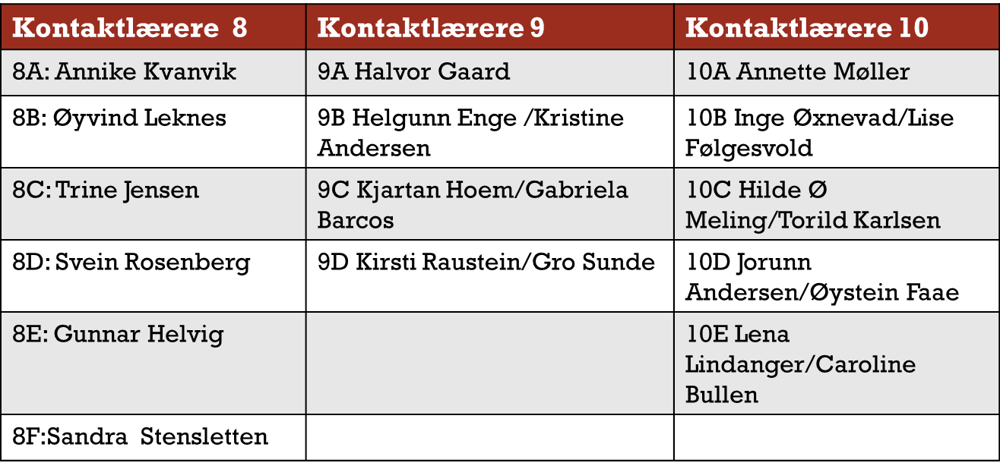 Kontaktlærere  8
Kontaktlærere 9
Kontaktlærere 10
8A: Annike Kvanvik
9A Halvor Gaard
10A Annette Møller
8B: Øyvind Leknes
9B Helgunn Enge /Kristine
Andersen
10B Inge Øxnevad/Lise
Følgesvold
8C: Trine Jensen
9C Kjartan Hoem/Gabriela
Barcos
10C Hilde Ø
Meling/Torild Karlsen
8D: Svein Rosenberg
9D Kirsti Raustein/Gro Sunde
10D Jorunn
Andersen/Øystein Faae
8E: Gunnar Helvig
10E Lena
Lindanger/Caroline
Bullen
8F:Sandra  Stensletten